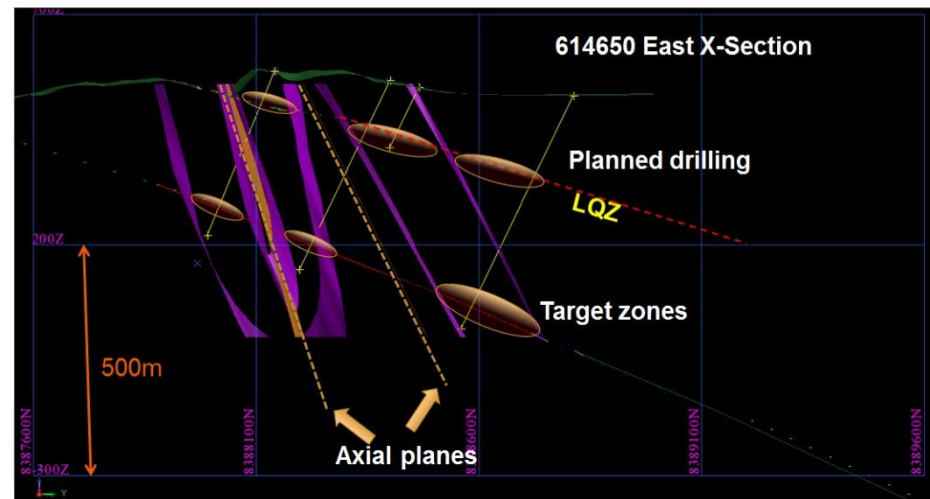 700Z
614650 East X-Section
Planned drilling
LQZ
200Z
Target zones
500m
Axial planes
8387600N
8388100N
8388600N
8389100N
8389600N
-300Z
Y